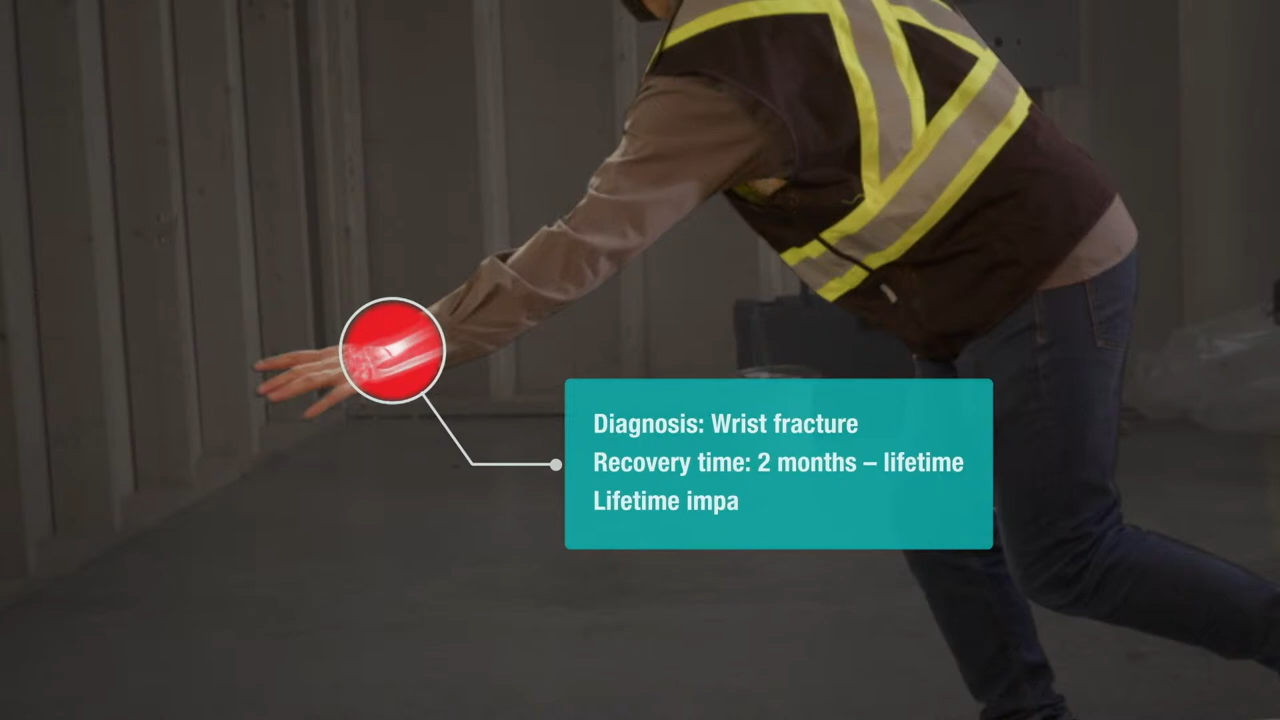 Diagnosis: Wrist fracture
Recovery time: 2 months – lifetime
Lifetime impa